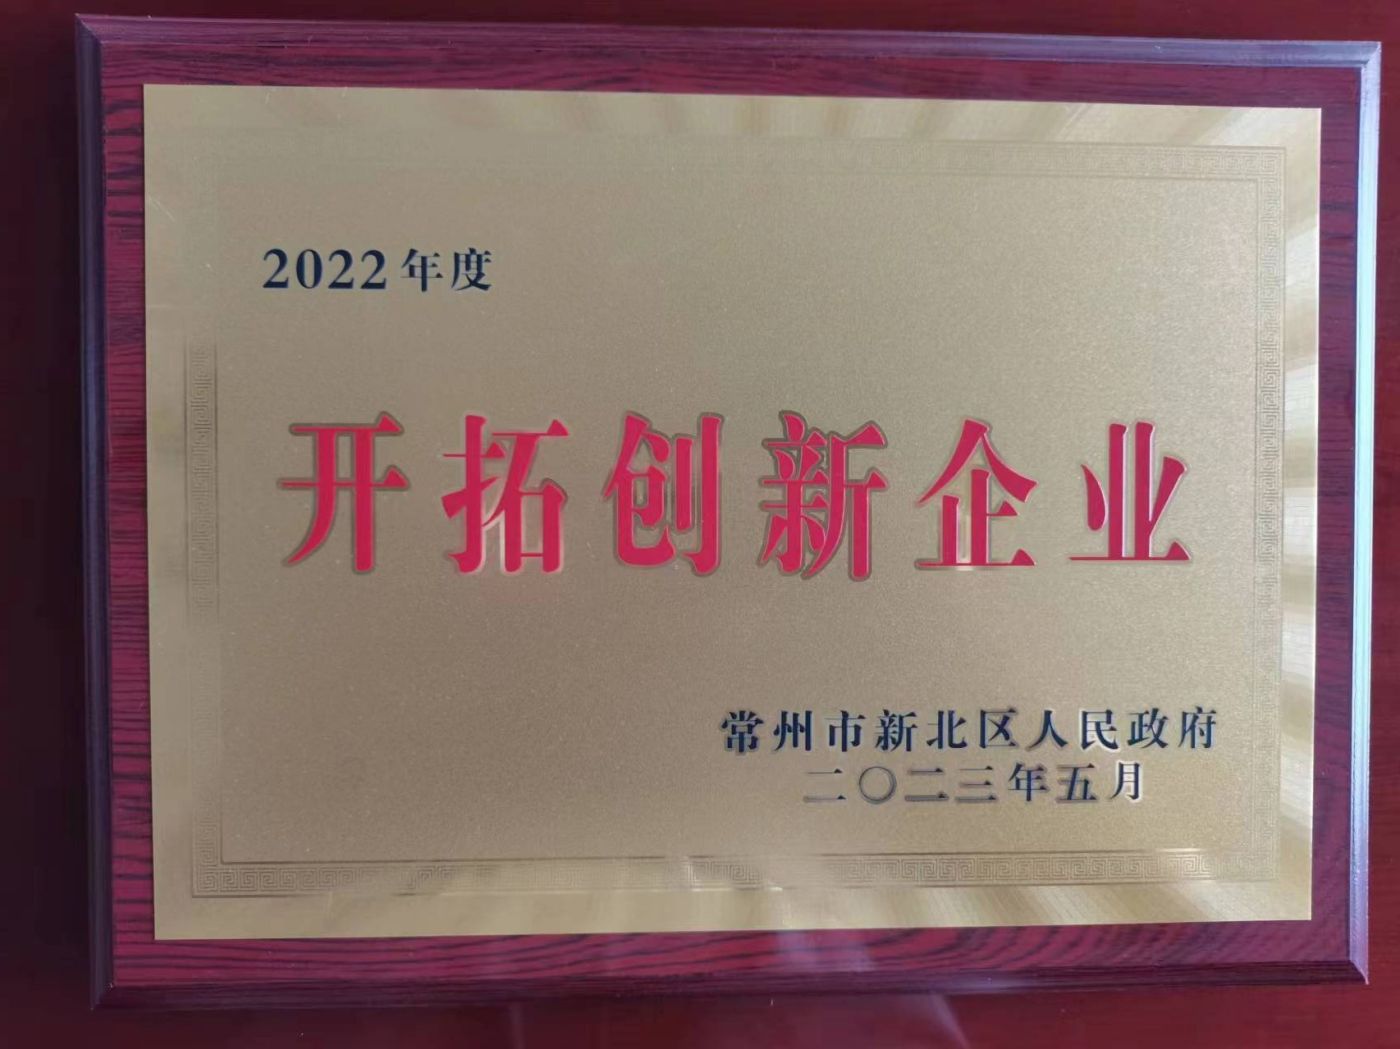 2022年度
开拓创新企业
常州市新北区人民政府
二〇二三年五月